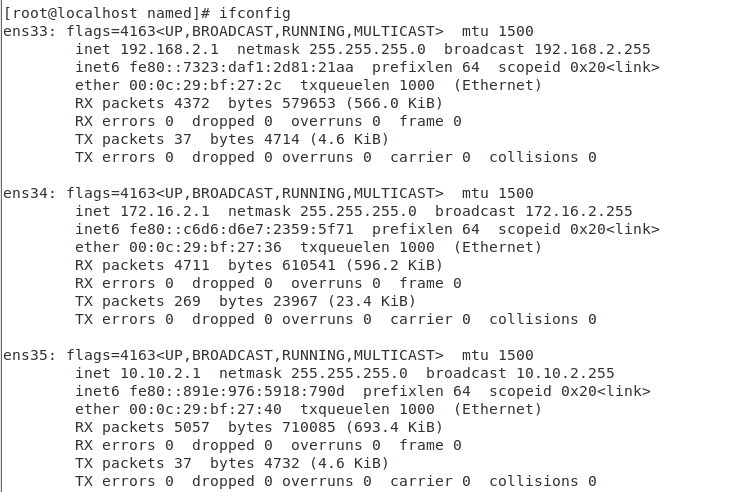 [root@localhost named]# ifconfig
ens33: flags=4163<UP,BROADCAST,RUNNING,MULTICAST>  mtu 1500
        inet 192.168.2.1  netmask 255.255.255.0  broadcast 192.168.2.255
        inet6 fe80::7323:daf1:2d81:21aa  prefixlen 64  scopeid 0x20<link>
        ether 00:0c:29:bf:27:2c  txqueuelen 1000  (Ethernet)
        RX packets 4372  bytes 579653 (566.0 KiB)
        RX errors 0  dropped 0  overruns 0  frame 0
        TX packets 37  bytes 4714 (4.6 KiB)
        TX errors 0  dropped 0 overruns 0  carrier 0  collisions 0

ens34: flags=4163<UP,BROADCAST,RUNNING,MULTICAST>  mtu 1500
        inet 172.16.2.1  netmask 255.255.255.0  broadcast 172.16.2.255
        inet6 fe80::c6d6:d6e7:2359:5f71  prefixlen 64  scopeid 0x20<link>
        ether 00:0c:29:bf:27:36  txqueuelen 1000  (Ethernet)
        RX packets 4711  bytes 610541 (596.2 KiB)
        RX errors 0  dropped 0  overruns 0  frame 0
        TX packets 269  bytes 23967 (23.4 KiB)
        TX errors 0  dropped 0 overruns 0  carrier 0  collisions 0

ens35: flags=4163<UP,BROADCAST,RUNNING,MULTICAST>  mtu 1500
        inet 10.10.2.1  netmask 255.255.255.0  broadcast 10.10.2.255
        inet6 fe80::891e:976:5918:790d  prefixlen 64  scopeid 0x20<link>
        ether 00:0c:29:bf:27:40  txqueuelen 1000  (Ethernet)
        RX packets 5057  bytes 710085 (693.4 KiB)
        RX errors 0  dropped 0  overruns 0  frame 0
        TX packets 37  bytes 4732 (4.6 KiB)
        TX errors 0  dropped 0 overruns 0  carrier 0  collisions 0